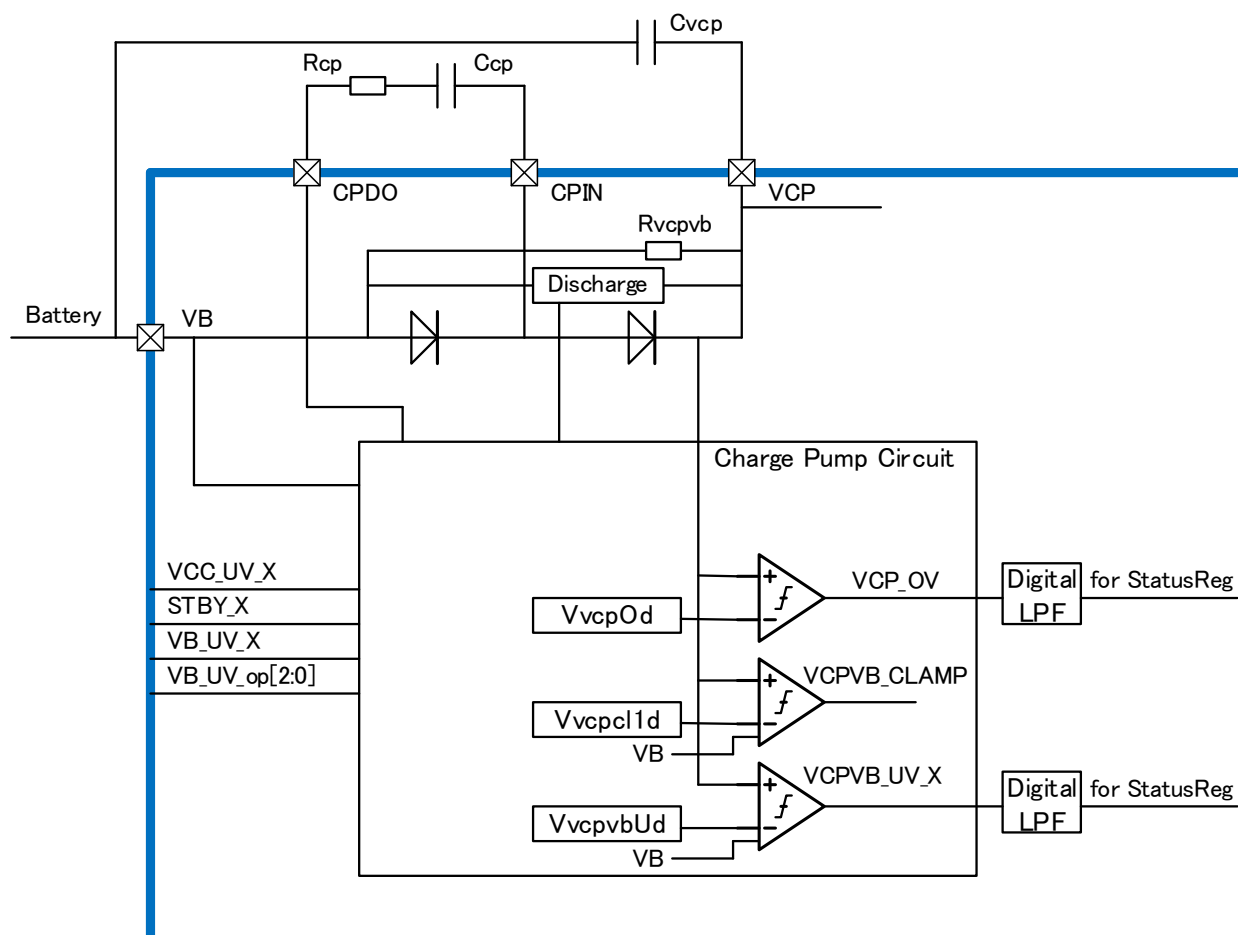 Cvcp
Rcp
Ccp
CPDO
CPIN
VCP
Rvcpvb
Discharge
Battery
VB
Charge Pump Circuit
VCC_UV_X
STBY_X
VB_UV_X
VB_UV_op[2:0]
VvcpOd
VCP_OV
Digital
LPF
for StatusReg
Vvcpcl1d
VB
VCPVB_CLAMP
VvcpvbUd
VB
VCPVB_UV_X
Digital
LPF
for StatusReg